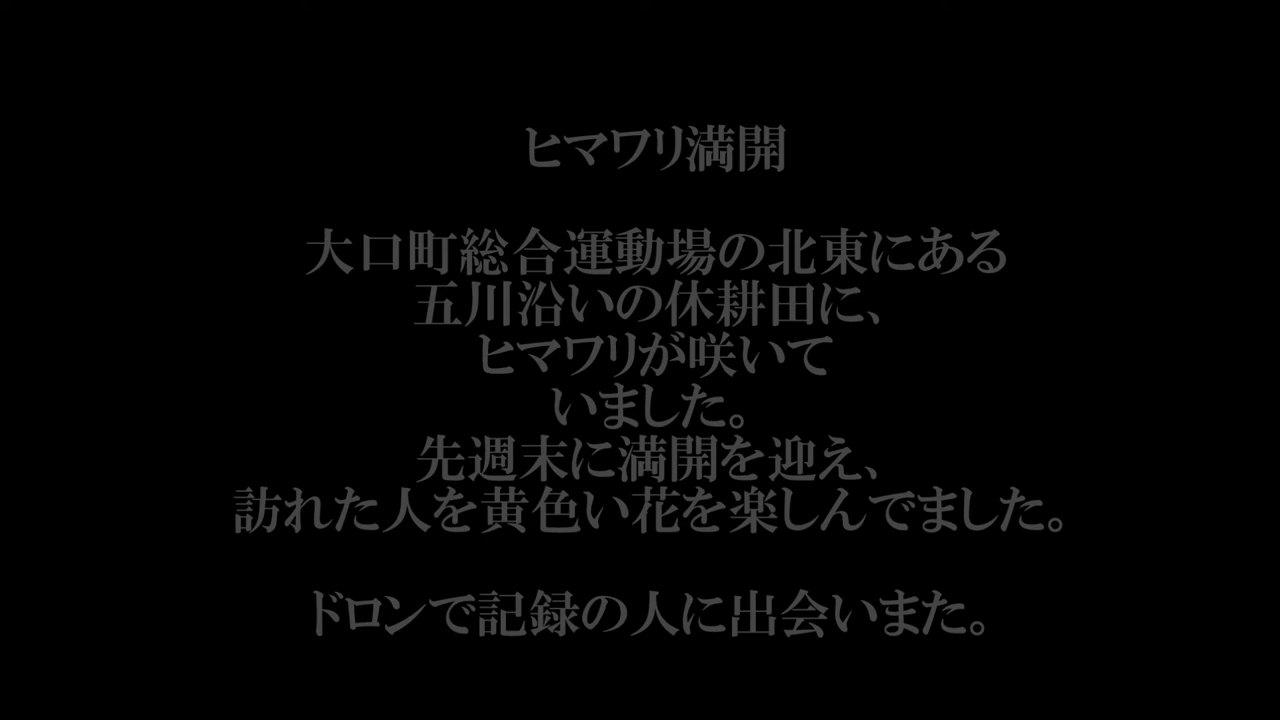 ヒマワリ満開
大口町総合運動場の北東にある
五川沿いの休耕田に、
ヒマワリが咲いて
いました。
先週末に満開を迎え、
訪れた人を黄色い花を楽しんでました。
ドロンで記録の人に出会いまた。